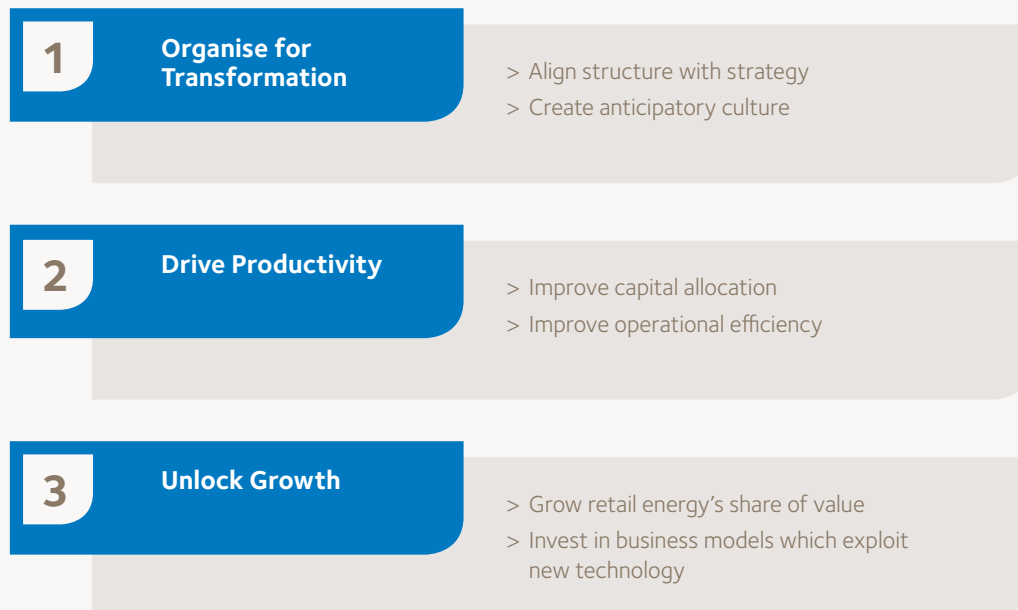 1
Organise for
Transformation
> Align structure with strategy
> Create anticipatory culture
2
Drive Productivity
> Improve capital allocation
> Improve operational efficiency
3
Unlock Growth
> Grow retail energy’s share of value
> Invest in business models which exploit
new technology